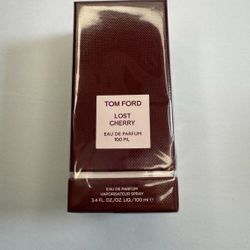 TOM FORD
LOST
CHERRY
EAU DE PARFUM
100 ML
EAU DE PARFUM
VAPORISATEUR SPRAY
3.4 FL.OZ./OZ. LIQ./100 ml ℮